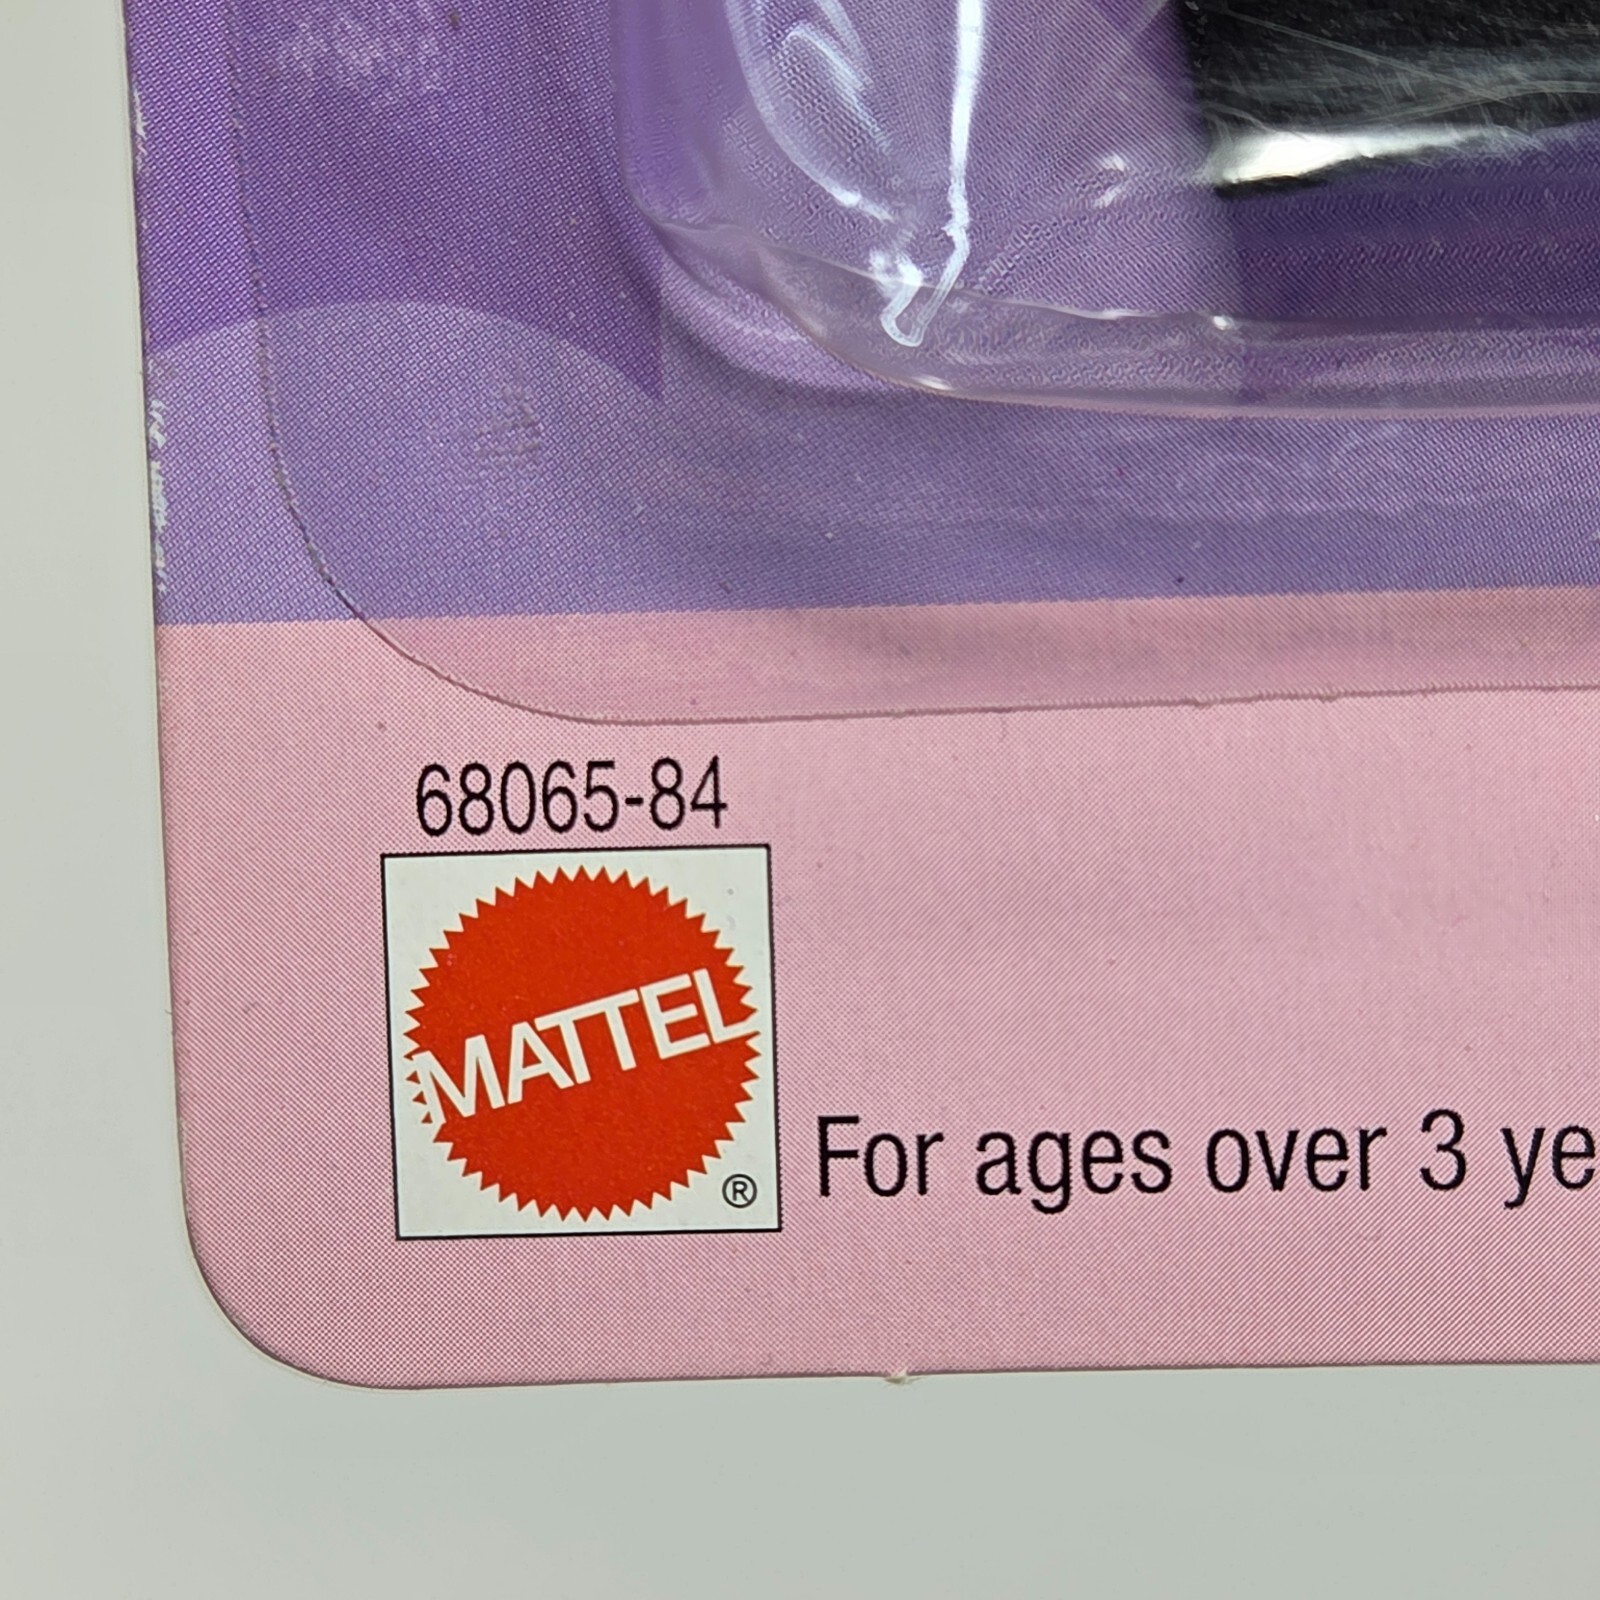 68065-84
MATTEL
®
For ages over 3 ye